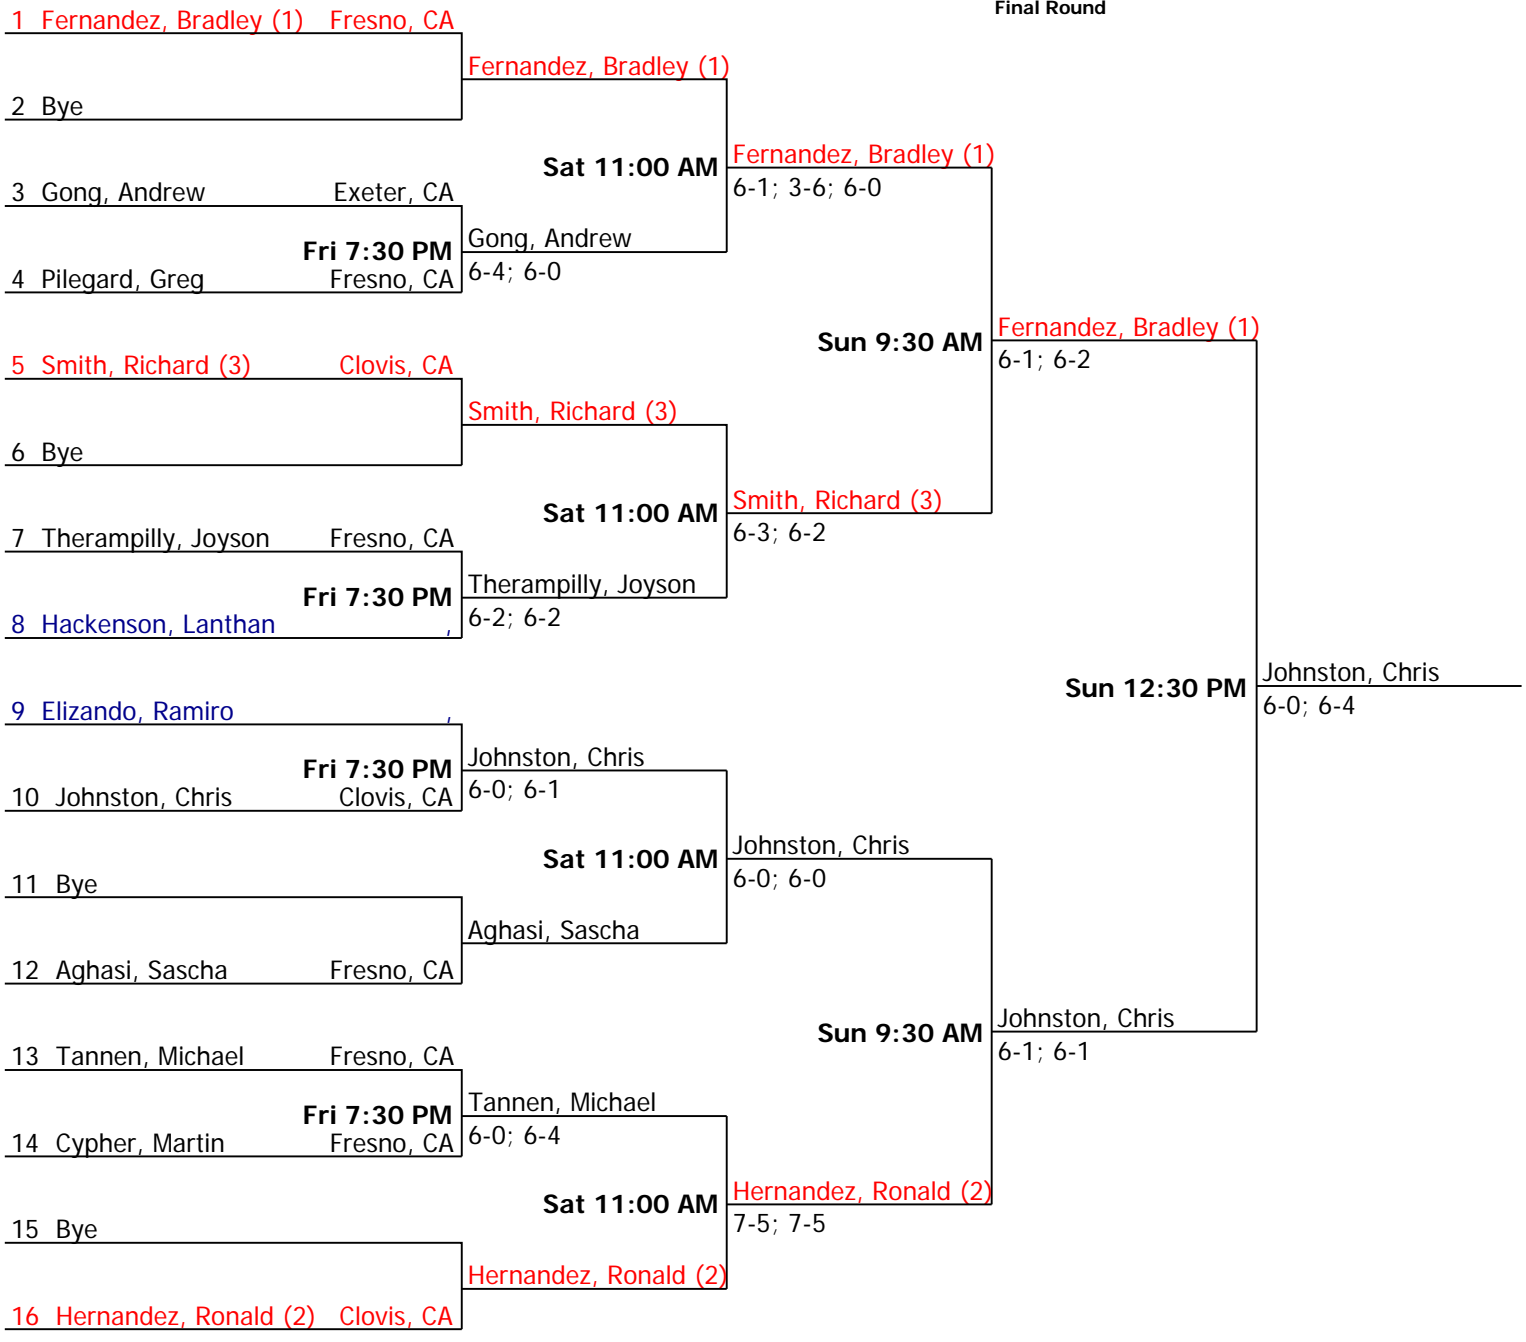 Final Round
1 Fernandez, Bradley (1) Fresno, CA
Fernandez, Bradley (1)
2 Bye
Sat 11:00 AM
Fernandez, Bradley (1)
6-1; 3-6; 6-0
3 Gong, Andrew Exeter, CA
Fri 7:30 PM
Gong, Andrew
6-4; 6-0
4 Pilegard, Greg Fresno, CA
Sun 9:30 AM
Fernandez, Bradley (1)
6-1; 6-2
5 Smith, Richard (3) Clovis, CA
Smith, Richard (3)
6 Bye
Sat 11:00 AM
Smith, Richard (3)
6-3; 6-2
7 Therampilly, Joyson Fresno, CA
Fri 7:30 PM
Therampilly, Joyson
6-2; 6-2
8 Hackenson, Lanthan ,
Sun 12:30 PM
Johnston, Chris
6-0; 6-4
9 Elizando, Ramiro ,
Fri 7:30 PM
Johnston, Chris
6-0; 6-1
10 Johnston, Chris Clovis, CA
Sat 11:00 AM
Johnston, Chris
6-0; 6-0
11 Bye
Aghasi, Sascha
12 Aghasi, Sascha Fresno, CA
Sun 9:30 AM
Johnston, Chris
6-1; 6-1
13 Tannen, Michael Fresno, CA
Fri 7:30 PM
Tannen, Michael
6-0; 6-4
14 Cypher, Martin Fresno, CA
Sat 11:00 AM
Hernandez, Ronald (2)
7-5; 7-5
15 Bye
Hernandez, Ronald (2)
16 Hernandez, Ronald (2) Clovis, CA